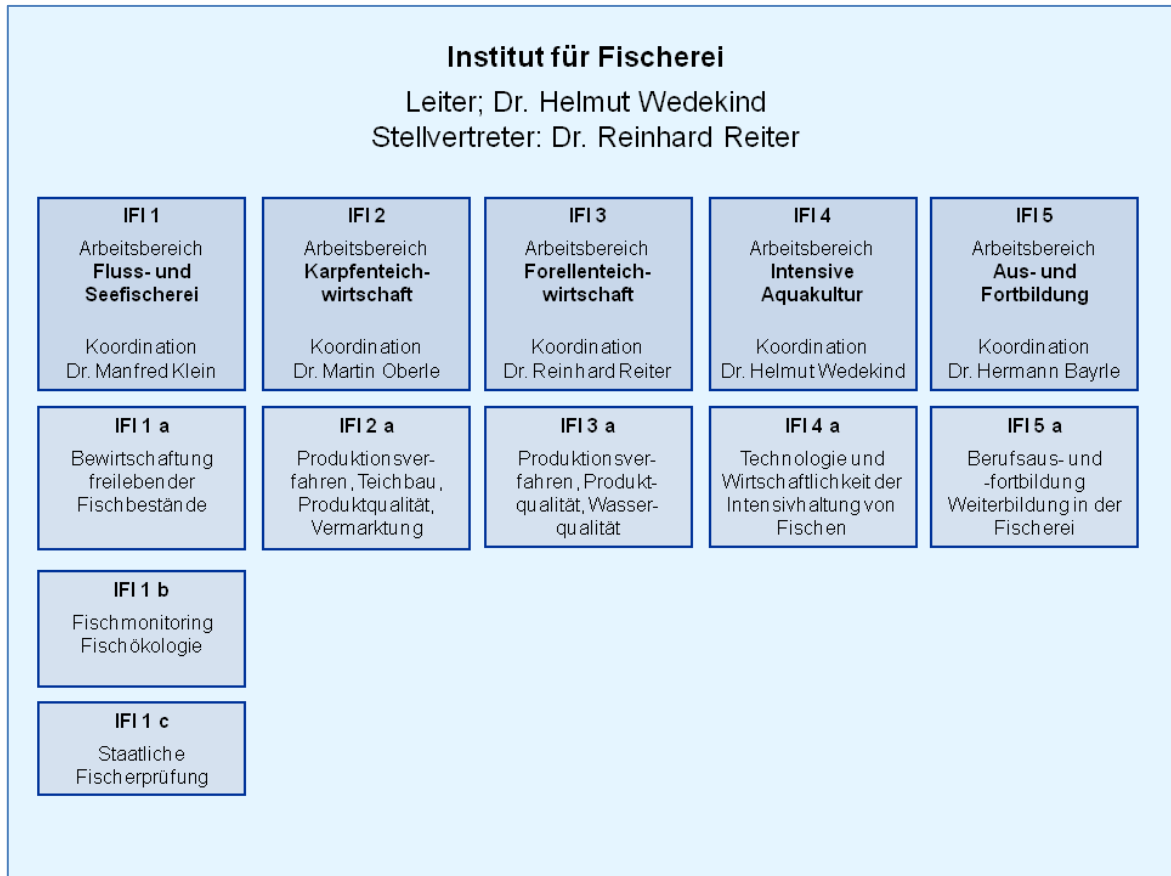 Institut für Fischerei
Leiter; Dr. Helmut Wedekind
Stellvertreter: Dr. Reinhard Reiter
IFI 1
Arbeitsbereich
Fluss- und
Seefischerei
Koordination
Dr. Manfred Klein
IFI 2
Arbeitsbereich
Karpfenteich-
wirtschaft
Koordination
Dr. Martin Oberle
IFI 3
Arbeitsbereich
Forellenteich-
wirtschaft
Koordination
Dr. Reinhard Reiter
IFI 4
Arbeitsbereich
Intensive
Aquakultur
Koordination
Dr. Helmut Wedekind
IFI 5
Arbeitsbereich
Aus- und
Fortbildung
Koordination
Dr. Hermann Bayrle
IFI 1 a
Bewirtschaftung
freilebender
Fischbestände
IFI 2 a
Produktionsver-
fahren, Teichbau,
Produktqualität,
Vermarktung
IFI 3 a
Produktionsver-
fahren, Produkt-
qualität, Wasser-
qualität
IFI 4 a
Technologie und
Wirtschaftlichkeit der
Intensivhaltung von
Fischen
IFI 5 a
Berufsaus- und
-fortbildung
Weiterbildung in der
Fischerei
IFI 1 b
Fischmonitoring
Fischökologie
IFI 1 c
Staatliche
Fischerprüfung